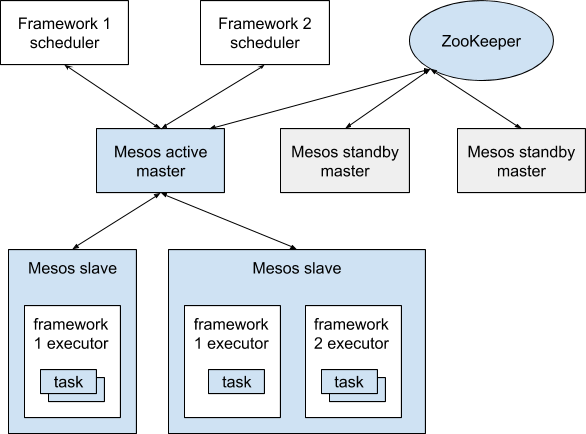 Framework 1
scheduler
Framework 2
scheduler
ZooKeeper
Mesos active
master
Mesos standby
master
Mesos standby
master
Mesos slave
framework
1 executor
task
Mesos slave
framework
1 executor
task
framework
2 executor
task